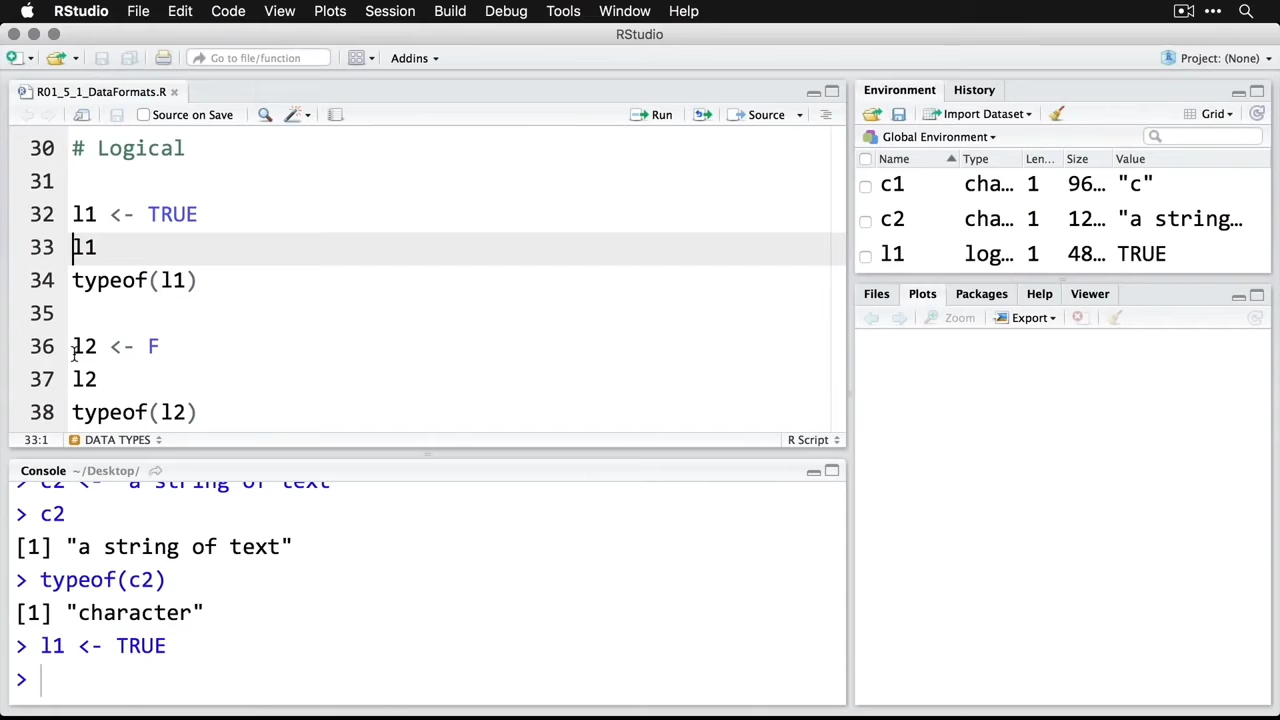 RStudio File Edit Code View Plots Session Build Debug Tools Window Help
RStudio
Go to file/function Addins Project: (None)
R01_5_1_DataFormats.R
Source on Save Run Source
30 # Logical
31
32 l1 <- TRUE
33 l1
34 typeof(l1)
35
36 l2 <- F
37 l2
38 typeof(l2)
33:1 # DATA TYPES R Script
Console ~/Desktop/
> c2 <- "a string of text"
> c2
[1] "a string of text"
> typeof(c2)
[1] "character"
> l1 <- TRUE
>
Environment History
Import Dataset Grid
Global Environment
Name Type Len... Size Value
c1 cha... 1 96... "c"
c2 cha... 1 12... "a string...
l1 log... 1 48... TRUE
Files Plots Packages Help Viewer
Zoom Export